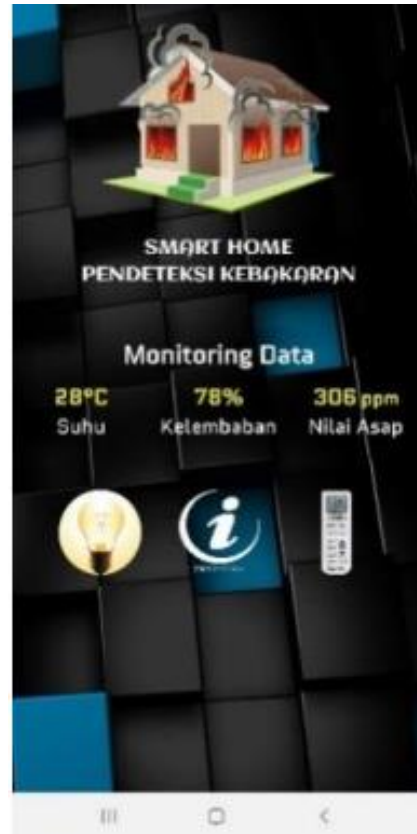 SMART HOME
PENDETEKSI KEBAKARAN
Monitoring Data
28°C 78% 306 ppm
Suhu Kelembaban Nilai Asap
i